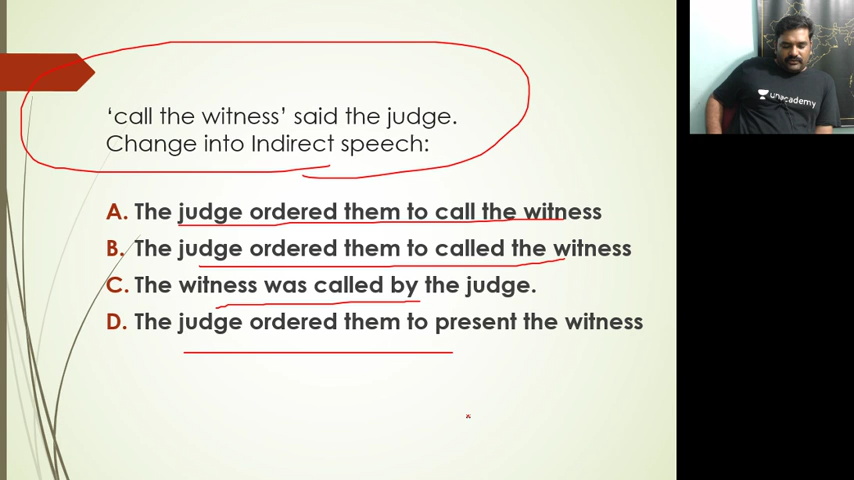 ‘call the witness’ said the judge.
Change into Indirect speech:
A. The judge ordered them to call the witness
B. The judge ordered them to called the witness
C. The witness was called by the judge.
D. The judge ordered them to present the witness
unacademy